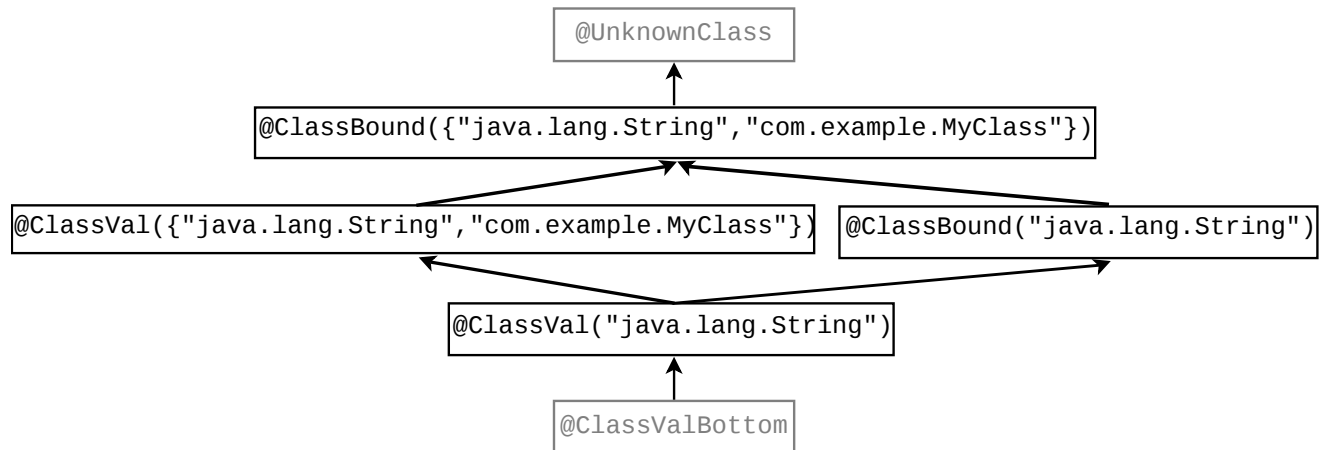 @UnknownClass
@ClassBound({"java.lang.String","com.example.MyClass"})
@ClassVal({"java.lang.String","com.example.MyClass"})
@ClassBound("java.lang.String")
@ClassVal("java.lang.String")
@ClassValBottom